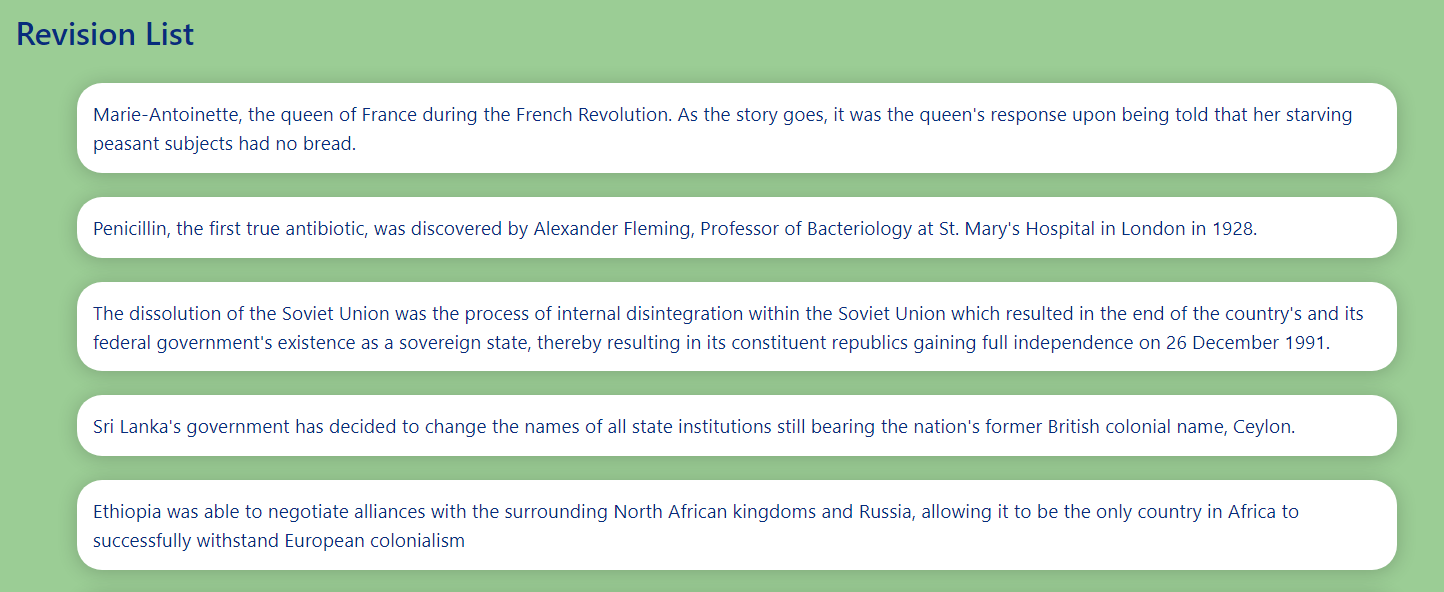 Revision List
Marie-Antoinette, the queen of France during the French Revolution. As the story goes, it was the queen's response upon being told that her starving
peasant subjects had no bread.
Penicillin, the first true antibiotic, was discovered by Alexander Fleming, Professor of Bacteriology at St. Mary's Hospital in London in 1928.
The dissolution of the Soviet Union was the process of internal disintegration within the Soviet Union which resulted in the end of the country's and its
federal government's existence as a sovereign state, thereby resulting in its constituent republics gaining full independence on 26 December 1991.
Sri Lanka's government has decided to change the names of all state institutions still bearing the nation's former British colonial name, Ceylon.
Ethiopia was able to negotiate alliances with the surrounding North African kingdoms and Russia, allowing it to be the only country in Africa to
successfully withstand European colonialism